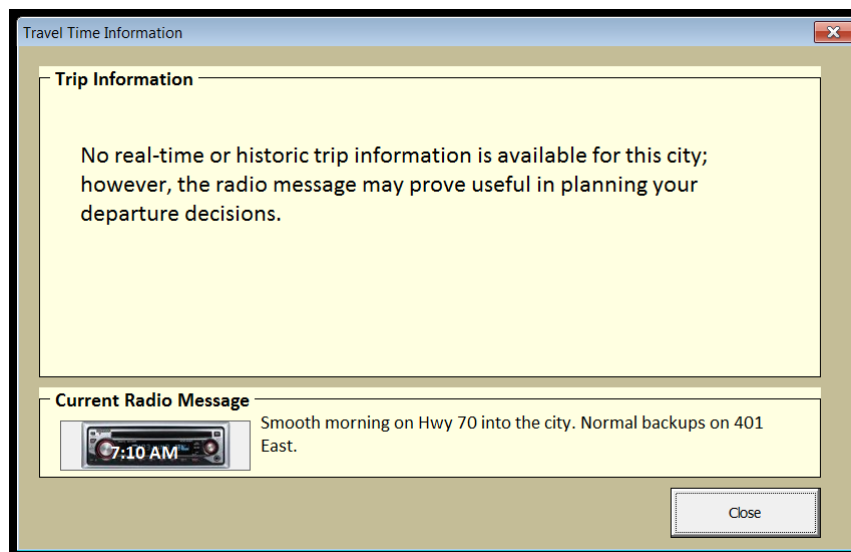 Travel Time Information
Trip Information
No real-time or historic trip information is available for this city;
however, the radio message may prove useful in planning your
departure decisions.
Current Radio Message
7:10 AM
Smooth morning on Hwy 70 into the city. Normal backups on 401
East.
Close